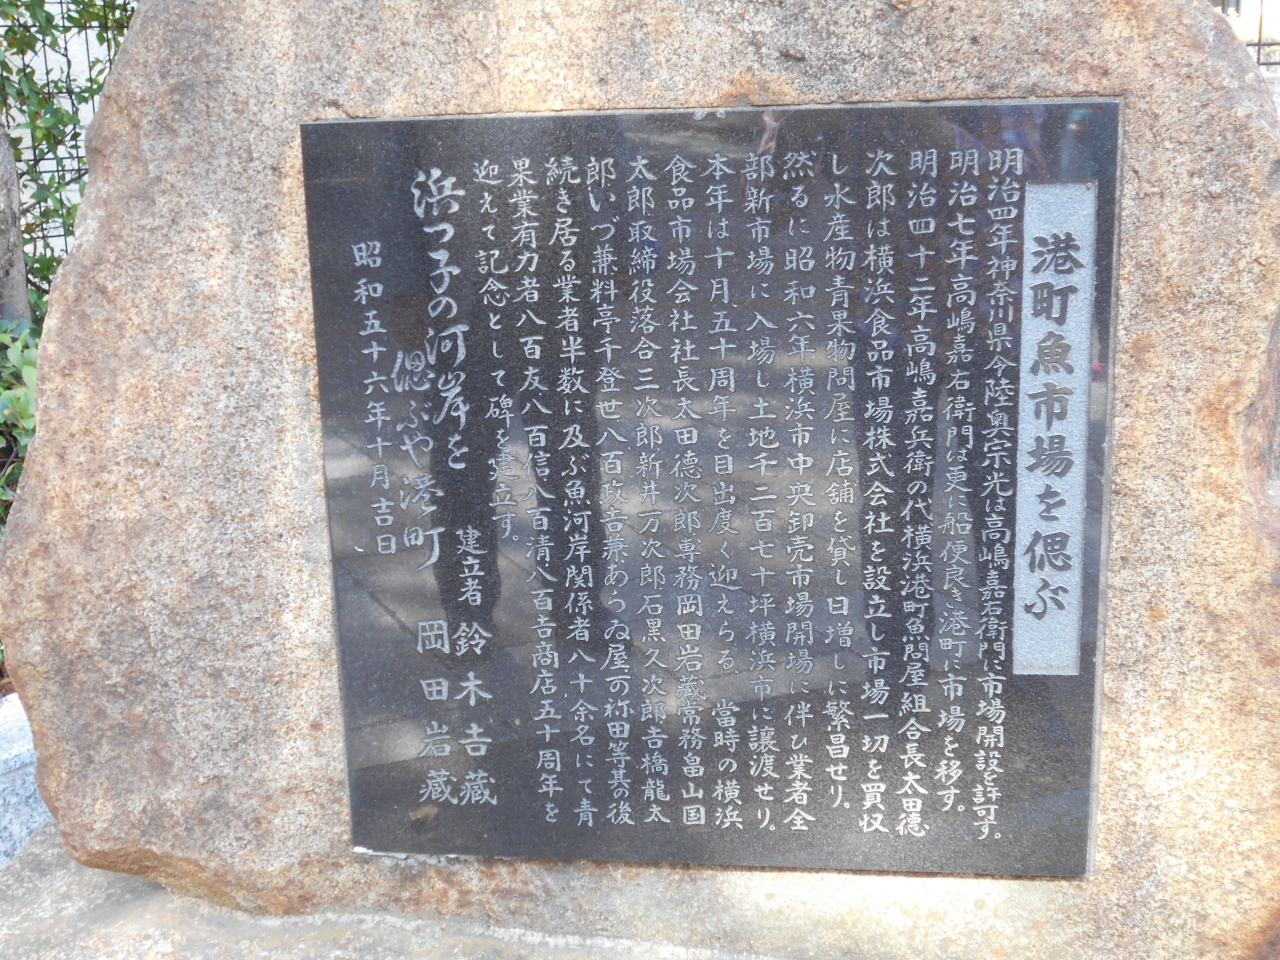 港町魚市場を偲ぶ
明治四年神奈川県令陸奥宗光は高嶋嘉右衛門に市場開設を許可す。
明治七年高嶋嘉右衛門は更に船便良き港町に市場を移す。
明治四十二年高嶋嘉兵衛の代横浜港町魚問屋組合長太田徳
次郎は横浜食品市場株式会社を設立し市場一切を買収
し水産物青果物問屋に店舗を貸し日増しに繁昌せり。
然るに昭和六年横浜市中央卸売市場開場に伴ひ業者全
部新市場に入場し土地千二百七十坪横浜市に譲渡せり。
本年は十月五十周年を目出度く迎えらる。當時の横浜
食品市場会社社長太田徳次郎専務岡田岩蔵常務畠山国
太郎取締役落合三次郎新井万次郎石黒久次郎吉橋龍太
郎いづ兼料亭千登世八百政吉兼あらゐ屋万祢田等其の後
続き居る業者半数に及ぶ魚河岸関係者八十余名にて青
果業有力者八百友八百信八百清八百吉商店五十周年を
迎えて記念として碑を建立す。
建立者 鈴木吉蔵
岡田岩蔵
浜っ子の河岸を
偲ぶや港町
昭和五十六年十月吉日